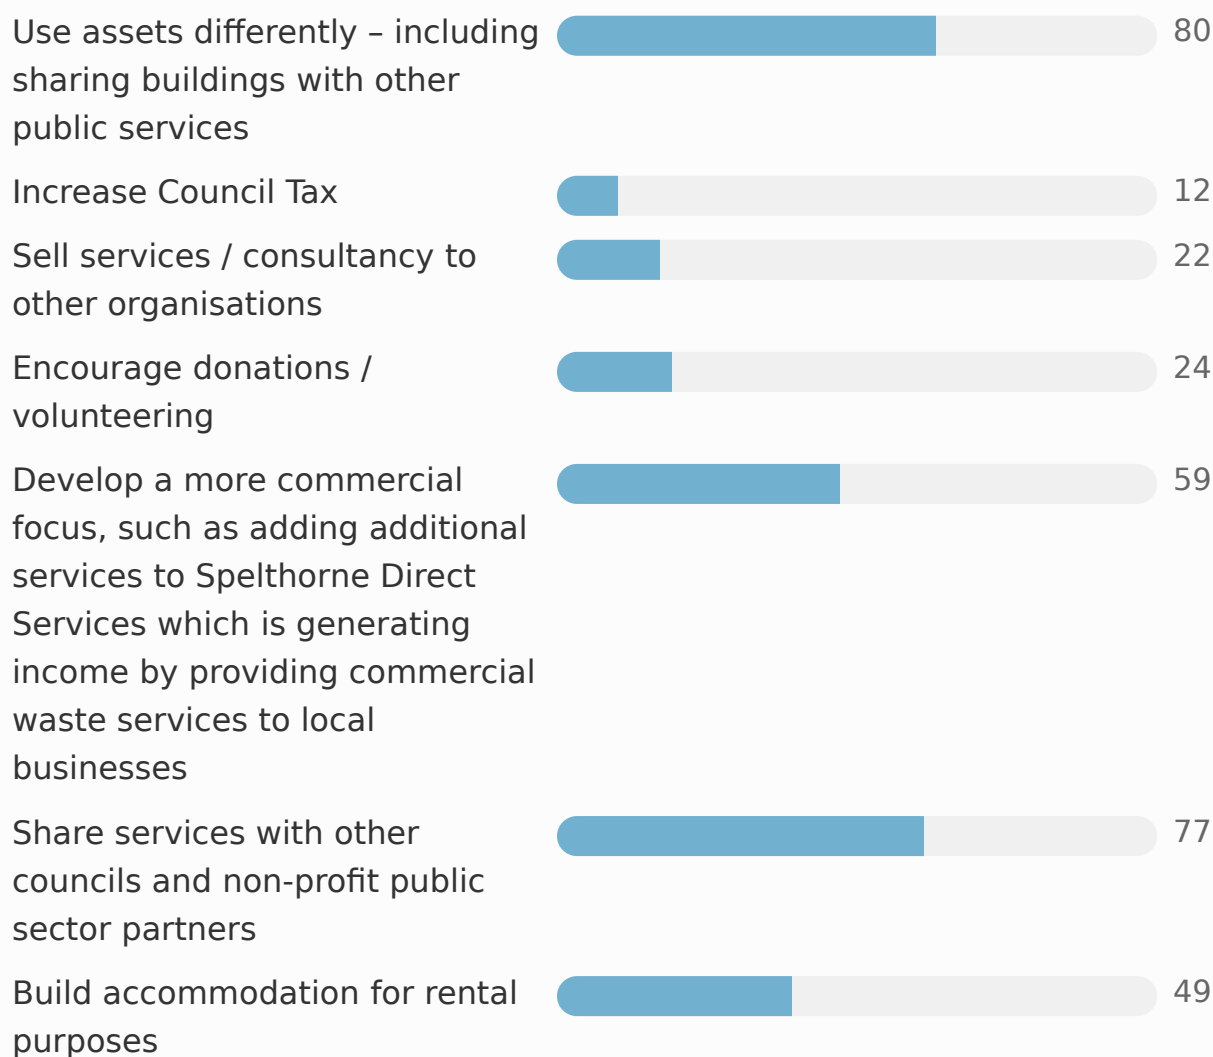 Use assets differently – including 80
sharing buildings with other
public services
Increase Council Tax 12
Sell services / consultancy to 22
other organisations
Encourage donations / 24
volunteering
Develop a more commercial 59
focus, such as adding additional
services to Spelthorne Direct
Services which is generating
income by providing commercial
waste services to local
businesses
Share services with other 77
councils and non-profit public
sector partners
Build accommodation for rental 49
purposes